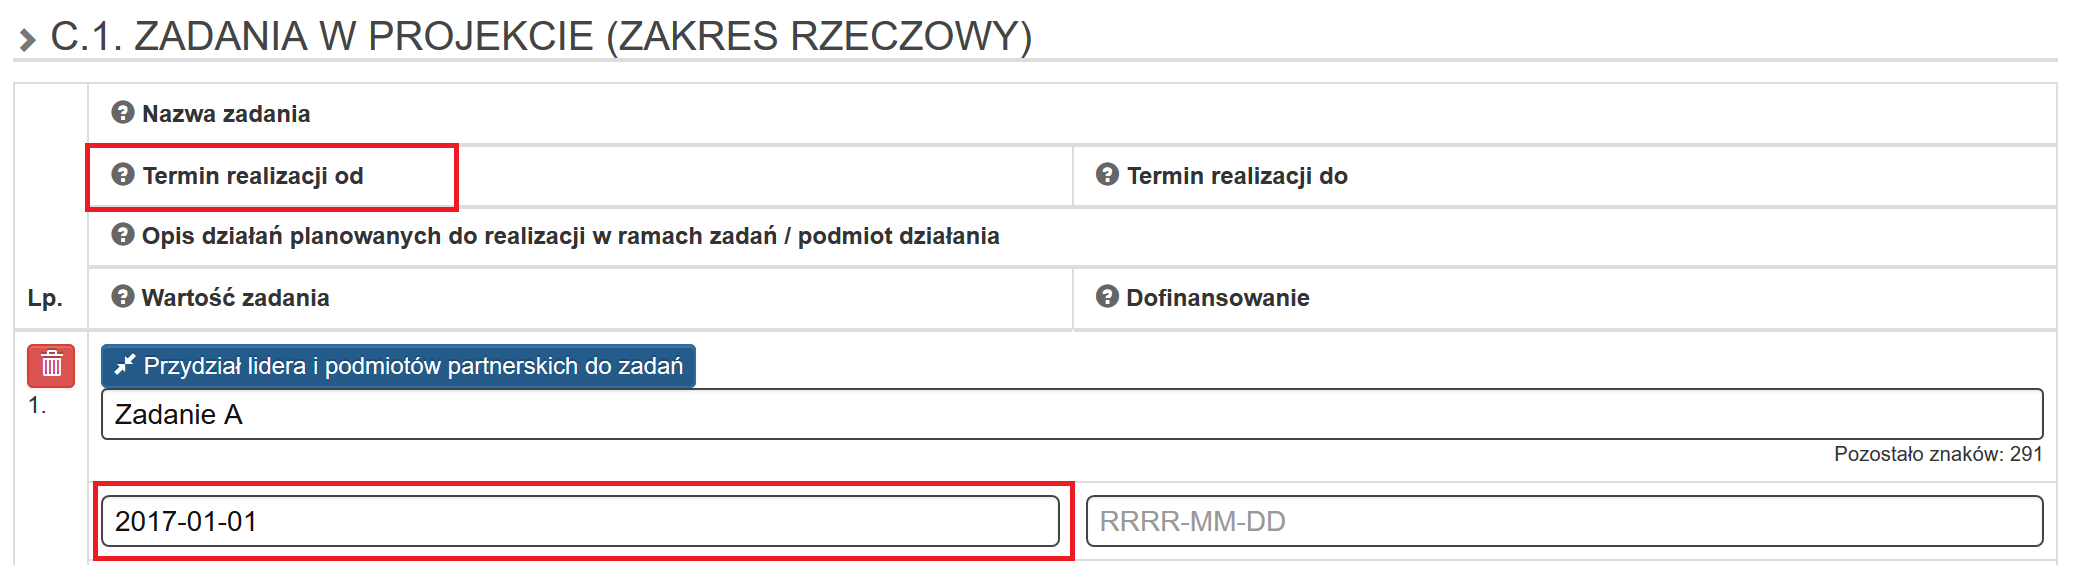 C.1. ZADANIA W PROJEKCIE (ZAKRES RZECZOWY)
Nazwa zadania
Termin realizacji od
Termin realizacji do
Opis działań planowanych do realizacji w ramach zadań / podmiot działania
Lp.
Wartość zadania
Dofinansowanie
Przydział lidera i podmiotów partnerskich do zadań
1.
Zadanie A
Pozostało znaków: 291
2017-01-01
RRRR-MM-DD